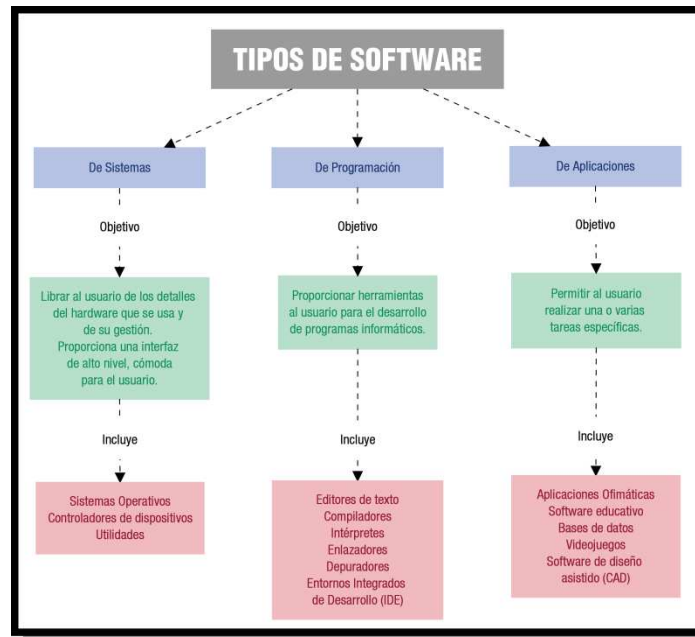 TIPOS DE SOFTWARE
De Sistemas
De Programación
De Aplicaciones
Objetivo
Objetivo
Objetivo
Librar al usuario de los detalles
del hardware que se usa y
de su gestión.
Proporciona una interfaz
de alto nivel, cómoda
para el usuario.
Proporcionar herramientas
al usuario para el desarrollo
de programas informáticos.
Permitir al usuario
realizar una o varias
tareas específicas.
Incluye
Incluye
Incluye
Sistemas Operativos
Controladores de dispositivos
Utilidades
Editores de texto
Compiladores
Intérpretes
Enlazadores
Depuradores
Entornos Integrados
de Desarrollo (IDE)
Aplicaciones Ofimáticas
Software educativo
Bases de datos
Videojuegos
Software de diseño
asistido (CAD)